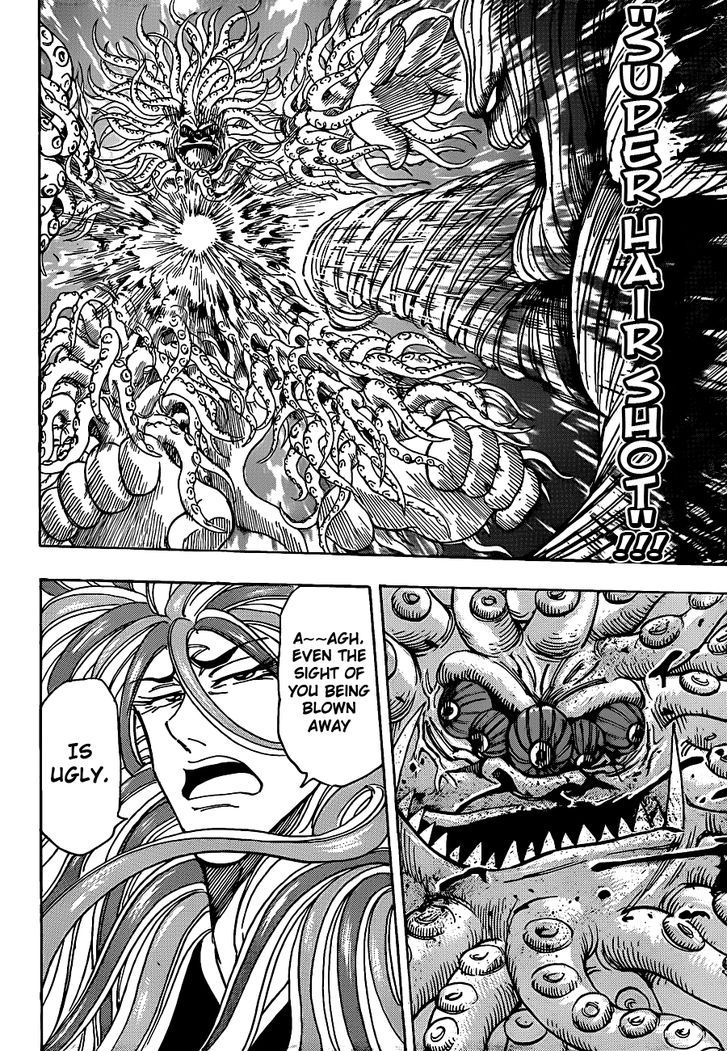 "SUPER HAIR SHOT"!!!
A~~AGH.
EVEN THE
SIGHT OF
YOU BEING
BLOWN
AWAY
IS
UGLY.